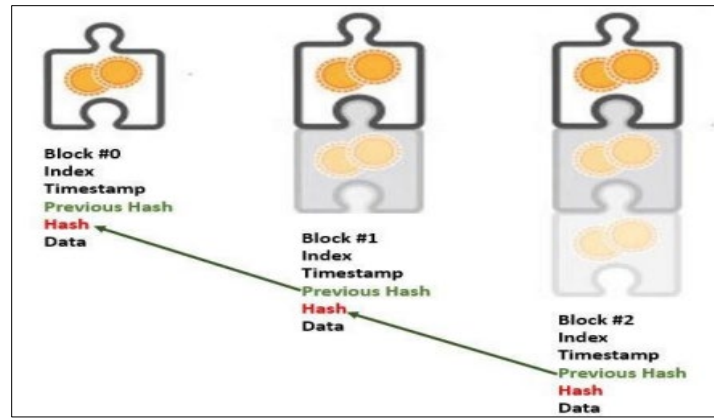 Block #0
Index
Timestamp
Previous Hash
Hash
Data
Block #1
Index
Timestamp
Previous Hash
Hash
Data
Block #2
Index
Timestamp
Previous Hash
Hash
Data